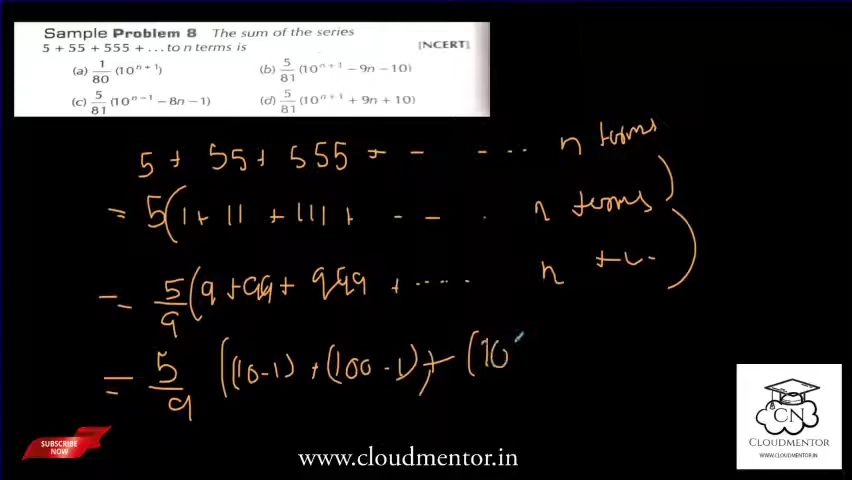 Sample Problem 8 The sum of the series
5 + 55 + 555 + ... to n terms is [NCERT]
(a) 1/80 (10^{n+1}) (b) 5/81 (10^{n+1} − 9n − 10)
(c) 5/81 (10^{n−1} − 8n − 1) (d) 5/81 (10^{n+1} + 9n + 10)
5 + 55 + 555 + - - ... n terms
= 5(1 + 11 + 111 + - - . n terms)
= 5/9 (9 + 99 + 999 + ..... n )
= 5/9 ((10-1) + (100-1) + (10
SUBSCRIBE
NOW
www.cloudmentor.in
CN
CLOUDMENTOR
WWW.CLOUDMENTOR.IN